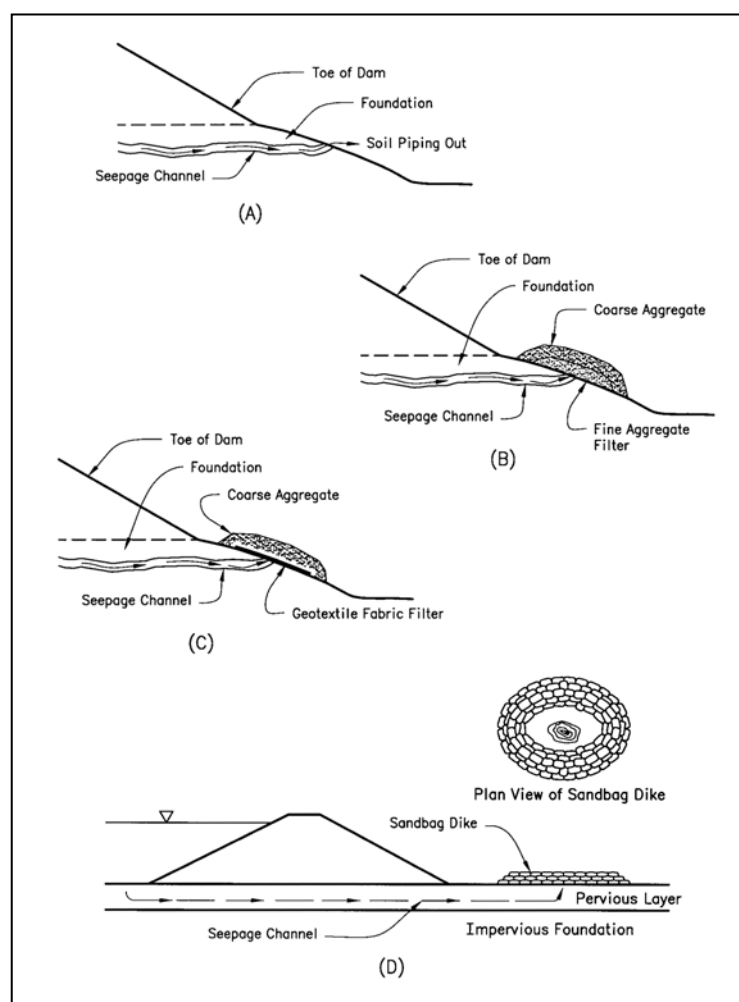 Toe of Dam
Foundation
Soil Piping Out
Seepage Channel
(A)
Toe of Dam
Foundation
Coarse Aggregate
Seepage Channel
Fine Aggregate
Filter
(B)
Toe of Dam
Foundation
Coarse Aggregate
Seepage Channel
Geotextile Fabric Filter
(C)
Plan View of Sandbag Dike
Sandbag Dike
Pervious Layer
Seepage Channel
Impervious Foundation
(D)